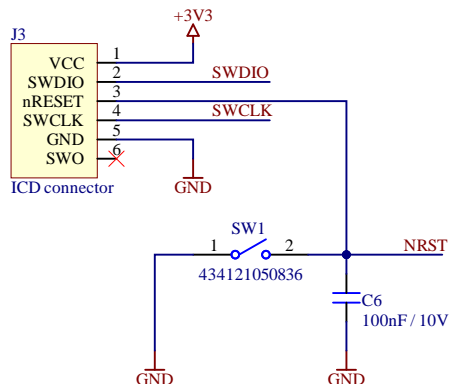 +3V3
J3
VCC 1
SWDIO 2 SWDIO
nRESET 3
SWCLK 4 SWCLK
GND 5
SWO 6
ICD connector
GND
SW1
1 2 NRST
434121050836
C6
100nF / 10V
GND GND